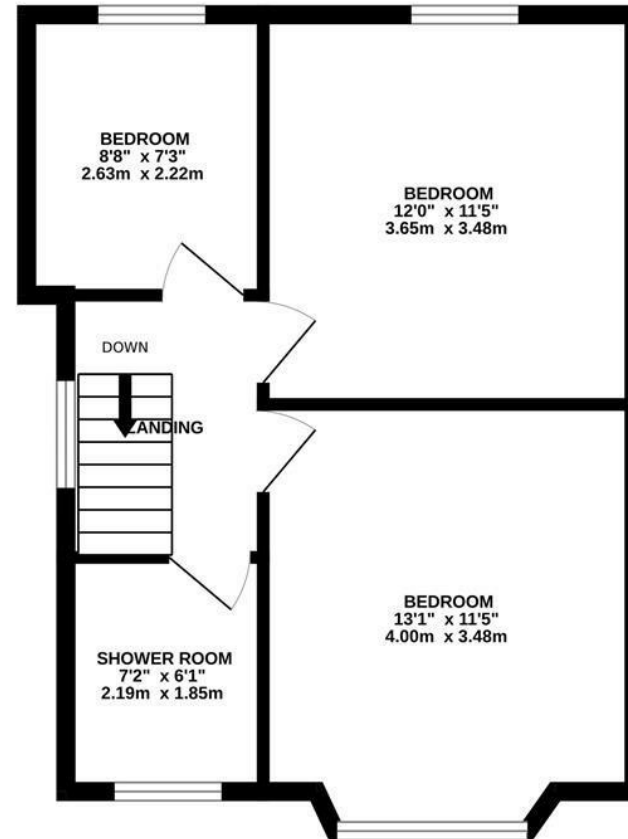 BEDROOM
8'8" x 7'3"
2.63m x 2.22m
BEDROOM
12'0" x 11'5"
3.65m x 3.48m
DOWN
LANDING
BEDROOM
13'1" x 11'5"
4.00m x 3.48m
SHOWER ROOM
7'2" x 6'1"
2.19m x 1.85m